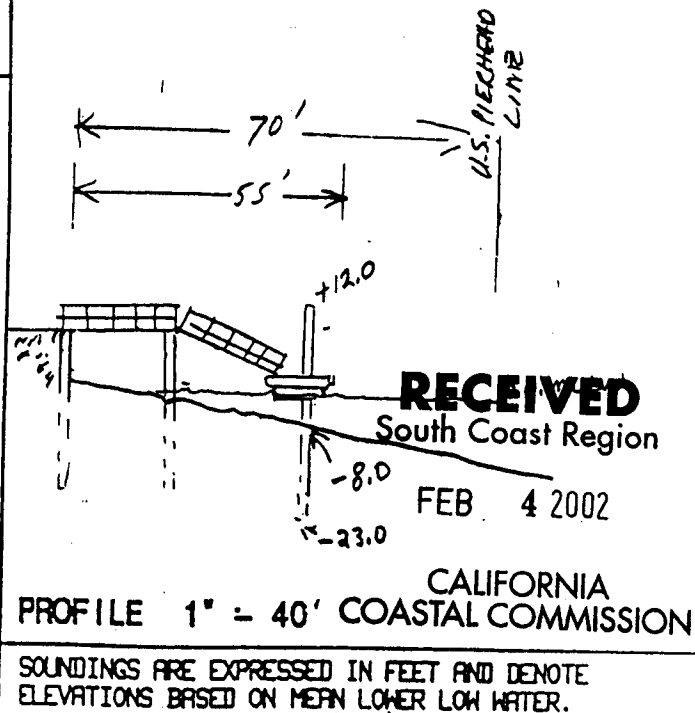 U.S. PIERHEAD
LINE
70'
55'
+12.0
RECEIVED
South Coast Region
-8.0
FEB 4 2002
-23.0
CALIFORNIA
PROFILE 1" = 40' COASTAL COMMISSION
SOUNDINGS ARE EXPRESSED IN FEET AND DENOTE
ELEVATIONS BASED ON MEAN LOWER LOW WATER.